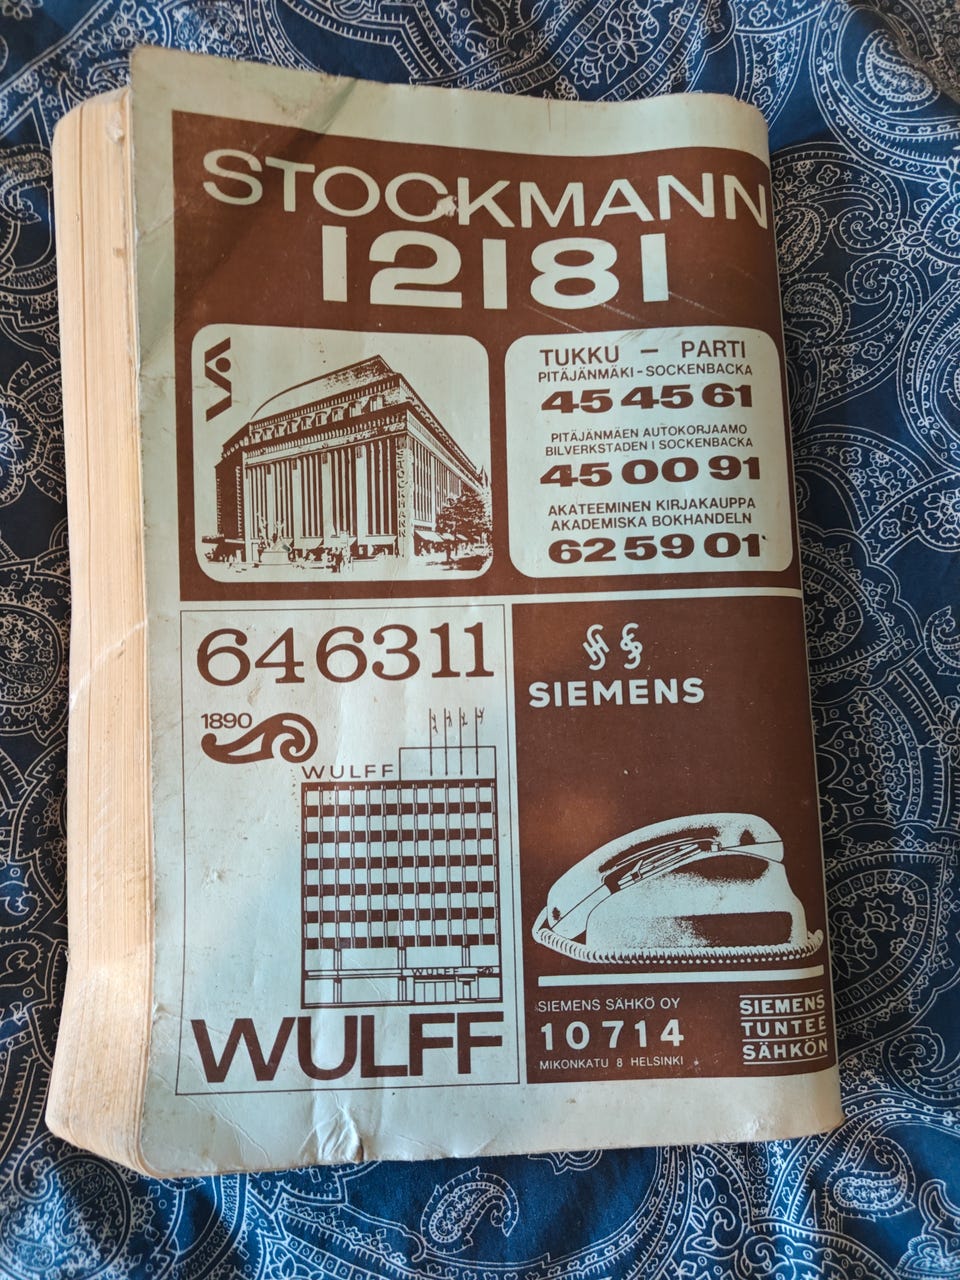 STOCKMANN
12181
STOCKMANN
TUKKU – PARTI
PITÄJÄNMÄKI - SOCKENBACKA
45 45 61
PITÄJÄNMÄEN AUTOKORJAAMO
BILVERKSTADEN I SOCKENBACKA
45 00 91
AKATEEMINEN KIRJAKAUPPA
AKADEMISKA BOKHANDELN
62 59 01
646311
1890
WULFF
WULFF
WULFF
SIEMENS
SIEMENS SÄHKÖ OY
10714
MIKONKATU 8 HELSINKI
SIEMENS
TUNTEE
SÄHKÖN